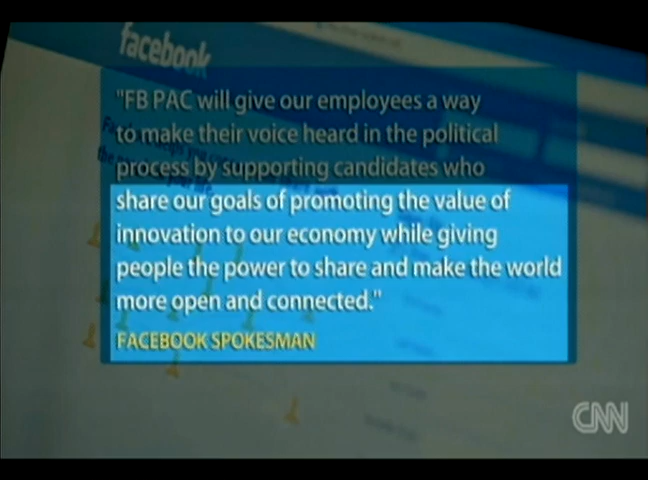 facebook
"FB PAC will give our employees a way
to make their voice heard in the political
process by supporting candidates who
share our goals of promoting the value of
innovation to our economy while giving
people the power to share and make the world
more open and connected."
FACEBOOK SPOKESMAN
CNN